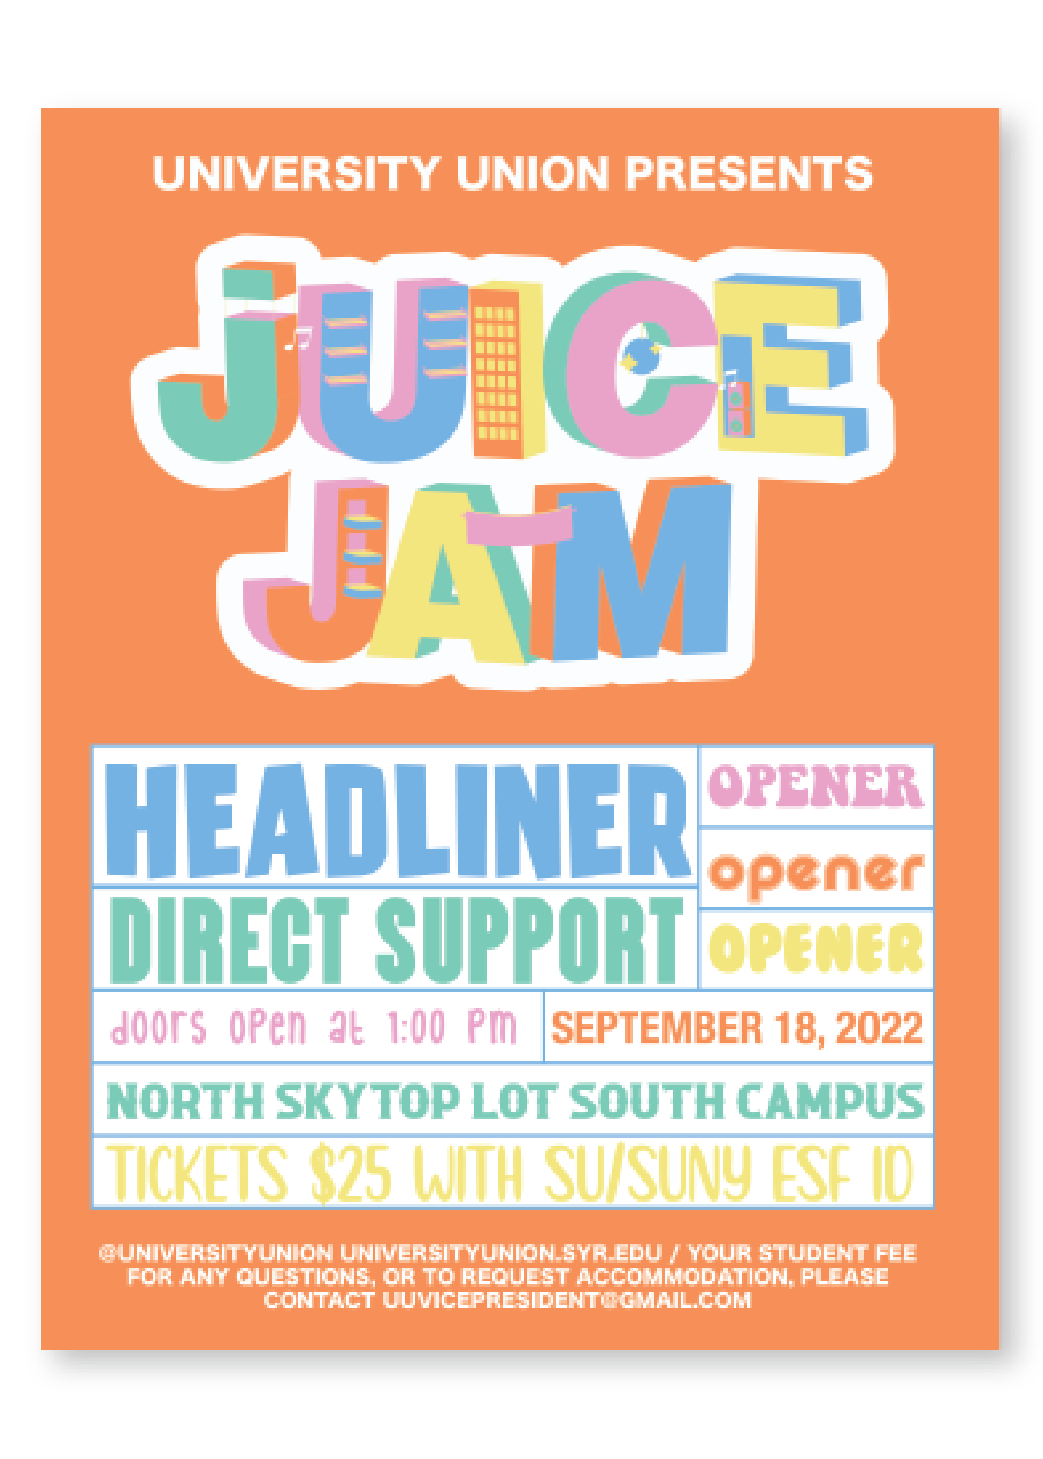 UNIVERSITY UNION PRESENTS
jUICE
JAM
HEADLINER
OPENER
opener
OPENER
DIRECT SUPPORT
doors open at 1:00 Pm
SEPTEMBER 18, 2022
NORTH SKYTOP LOT SOUTH CAMPUS
TICKETS $25 WITH SU/SUNY ESF ID
@UNIVERSITYUNION UNIVERSITYUNION.SYR.EDU / YOUR STUDENT FEE
FOR ANY QUESTIONS, OR TO REQUEST ACCOMMODATION, PLEASE
CONTACT UUVICEPRESIDENT@GMAIL.COM